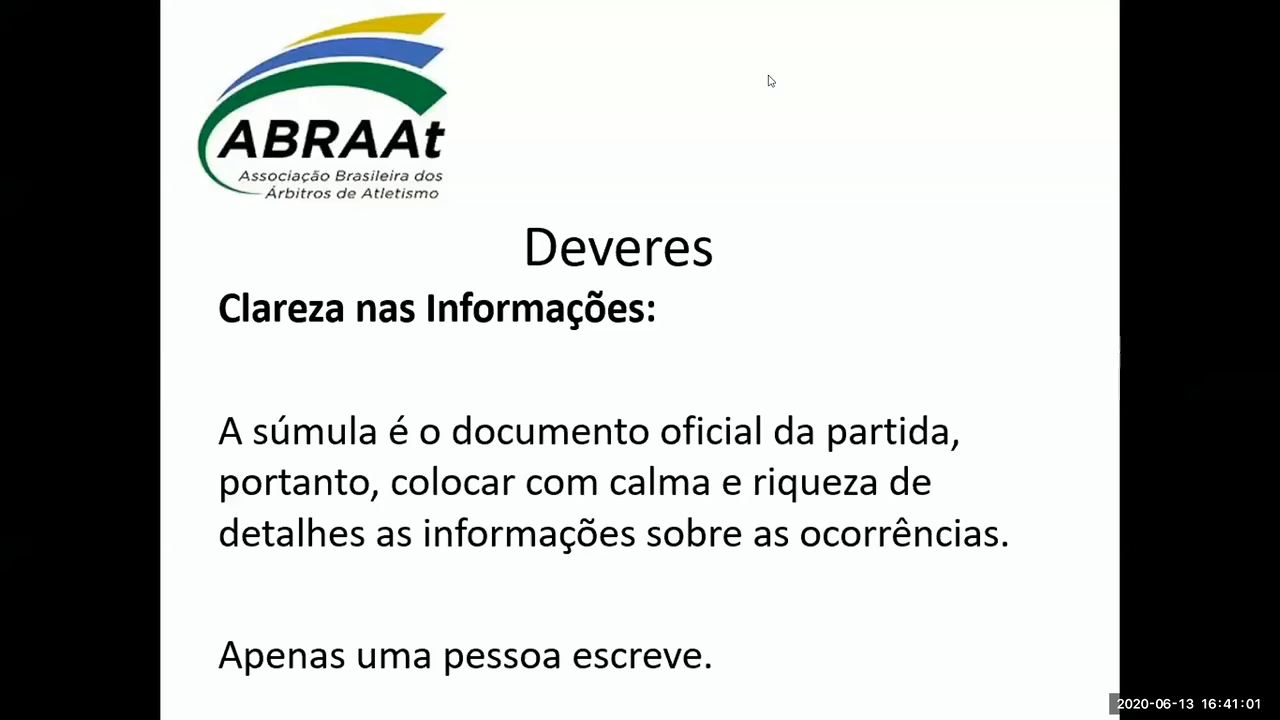 ABRAAt
Associação Brasileira dos
Árbitros de Atletismo
Deveres
Clareza nas Informações:
A súmula é o documento oficial da partida,
portanto, colocar com calma e riqueza de
detalhes as informações sobre as ocorrências.
Apenas uma pessoa escreve.
2020-06-13 16:41:01